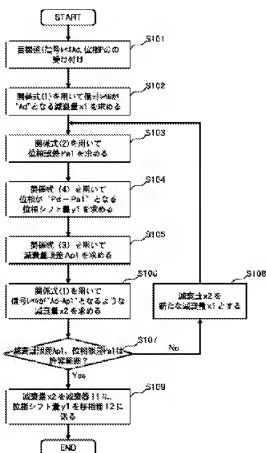 START
S101
目標値(信号レベルAd、位相Pd)の
受け付け
S102
関係式(1)を用いて信号レベルが
"Ad"となる減衰量x1を求める
S103
関係式(2)を用いて
位相誤差Pa1を求める
S104
関係式(4)を用いて
位相が"Pd-Pa1"となる
位相シフト量y1を求める
S105
関係式(3)を用いて
減衰量誤差Ap1を求める
S106
関係式(1)を用いて
信号レベルが"Ad-Ap1"となるような
減衰量x2を求める
S107
減衰量誤差Ap1、位相誤差Pa1は
許容範囲?
No
S108
減衰量x2を
新たな減衰量x1とする
Yes
S109
減衰量x2を減衰器11に、
位相シフト量y1を移相器12に
送る
END